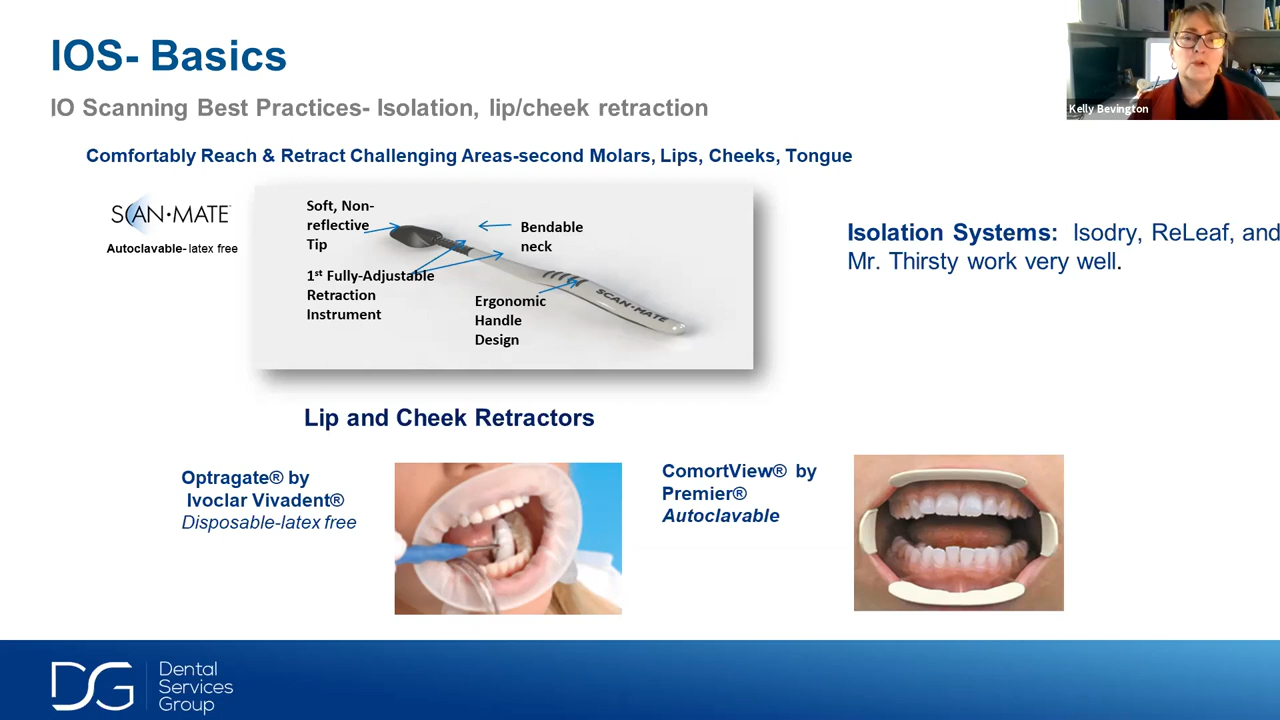 IOS- Basics
IO Scanning Best Practices- Isolation, lip/cheek retraction
Kelly Bevington
Comfortably Reach & Retract Challenging Areas-second Molars, Lips, Cheeks, Tongue
SCAN•MATE
Autoclavable- latex free
Soft, Non-
reflective
Tip
Bendable
neck
1st Fully-Adjustable
Retraction
Instrument
Ergonomic
Handle
Design
SCAN•MATE
Isolation Systems: Isodry, ReLeaf, and
Mr. Thirsty work very well.
Lip and Cheek Retractors
Optragate® by
Ivoclar Vivadent®
Disposable-latex free
ComortView® by
Premier®
Autoclavable
DSG
Dental
Services
Group